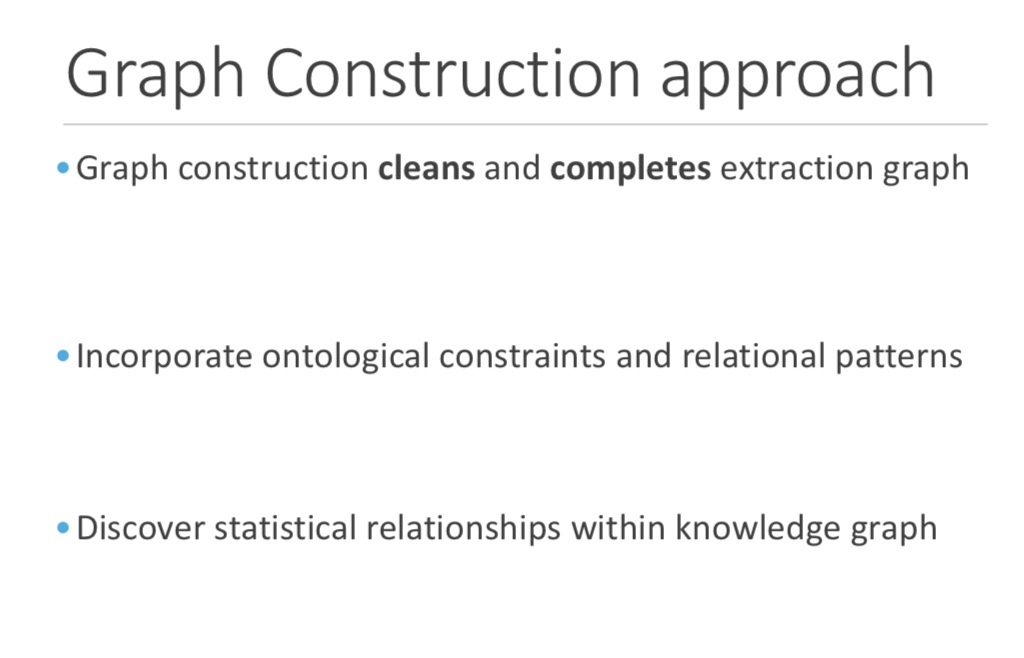 Graph Construction approach
• Graph construction cleans and completes extraction graph
• Incorporate ontological constraints and relational patterns
• Discover statistical relationships within knowledge graph